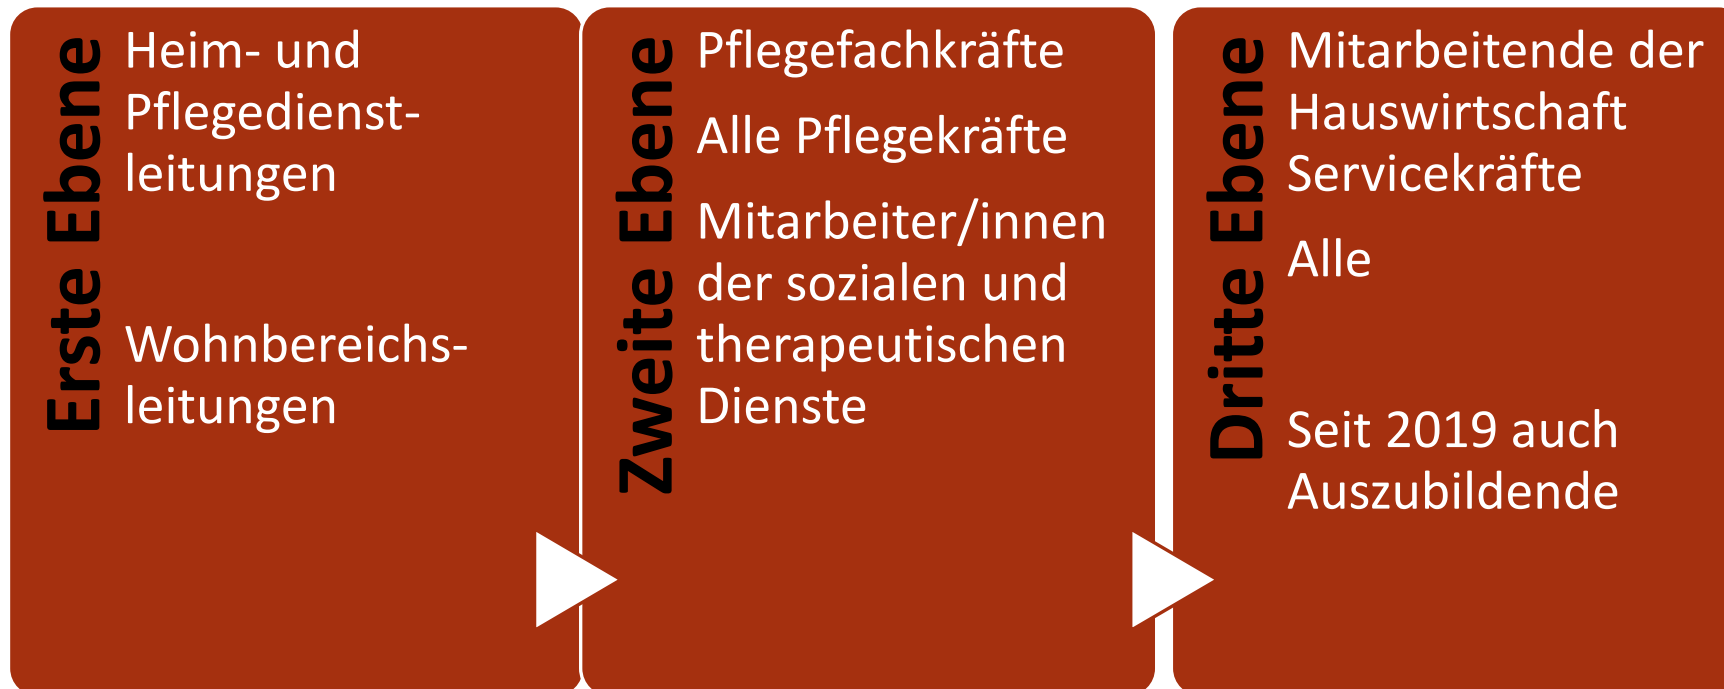 Erste Ebene
Heim- und
Pflegedienst-
leitungen
Wohnbereichs-
leitungen
Zweite Ebene
Pflegefachkräfte
Alle Pflegekräfte
Mitarbeiter/innen
der sozialen und
therapeutischen
Dienste
Dritte Ebene
Mitarbeitende der
Hauswirtschaft
Servicekräfte
Alle
Seit 2019 auch
Auszubildende